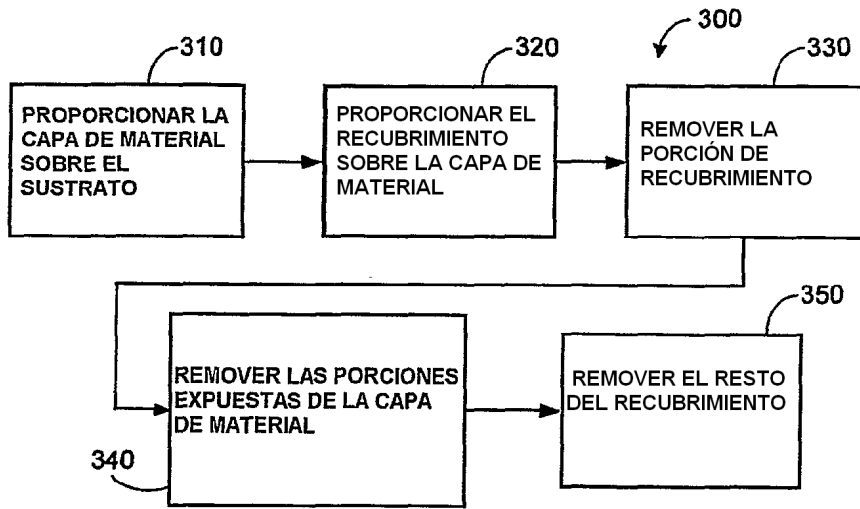 300
310
PROPORCIONAR LA
CAPA DE MATERIAL
SOBRE EL
SUSTRATO
320
PROPORCIONAR EL
RECUBRIMIENTO
SOBRE LA CAPA DE
MATERIAL
330
REMOVER LA
PORCIÓN DE
RECUBRIMIENTO
340
REMOVER LAS PORCIONES
EXPUESTAS DE LA CAPA
DE MATERIAL
350
REMOVER EL RESTO
DEL RECUBRIMIENTO